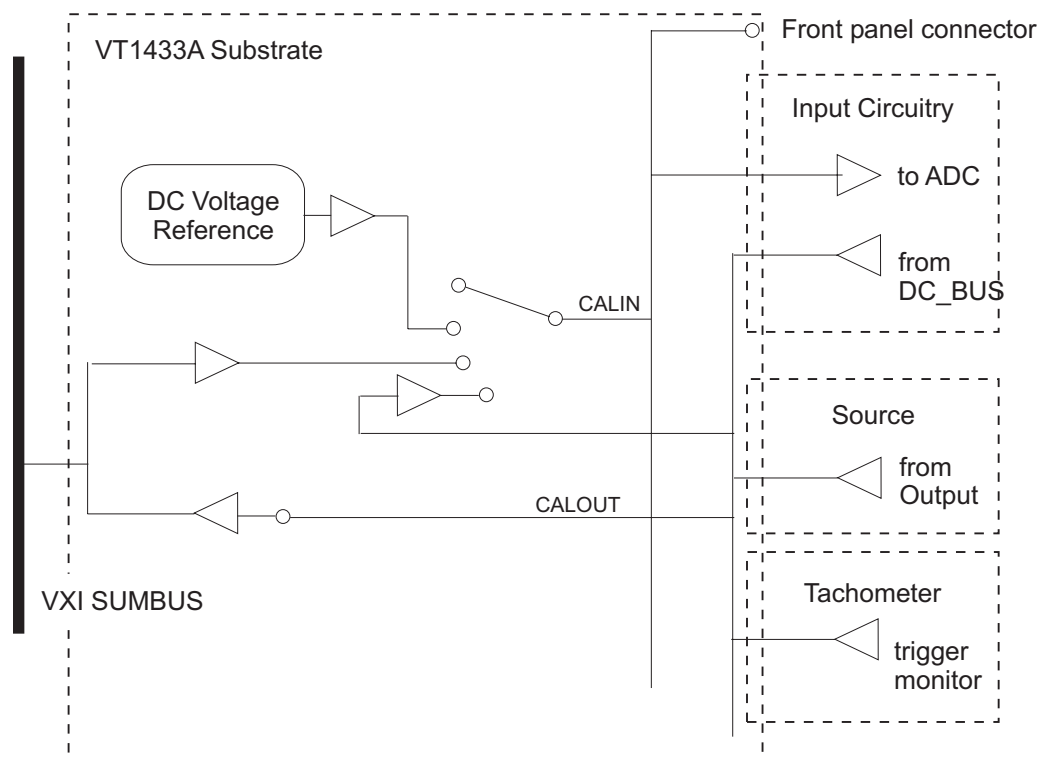 Front panel connector
VT1433A Substrate
Input Circuitry
to ADC
DC Voltage
Reference
from
DC_BUS
CALIN
Source
from
Output
CALOUT
VXI SUMBUS
Tachometer
trigger
monitor